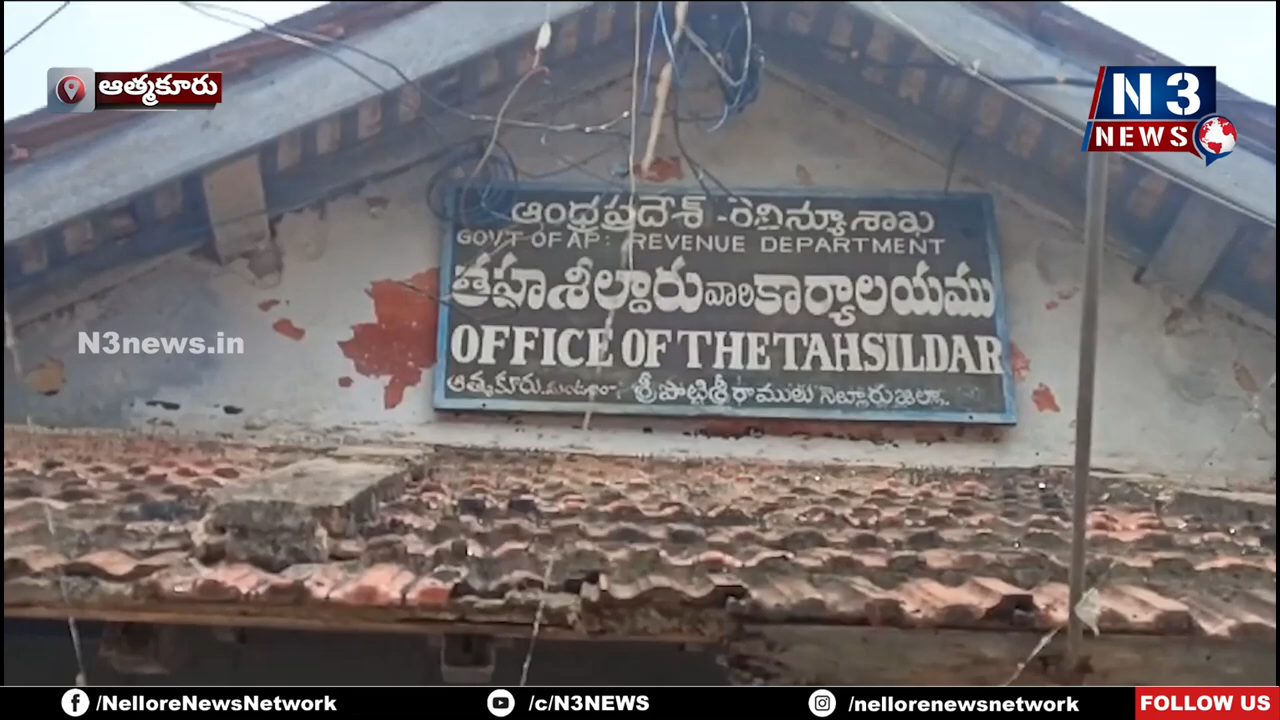 ఆత్మకూరు
N3
NEWS
ఆంధ్రప్రదేశ్ - రెవిన్యూ శాఖ
GOVT OF AP: REVENUE DEPARTMENT
తహశీల్దారు వారి కార్యాలయము
OFFICE OF THE TAHSILDAR
ఆత్మకూరు. మండలం. శ్రీ పొట్టి శ్రీ రాములు నెల్లూరు జిల్లా.
N3news.in
/NelloreNewsNetwork
/c/N3NEWS
/nellorenewsnetwork
FOLLOW US